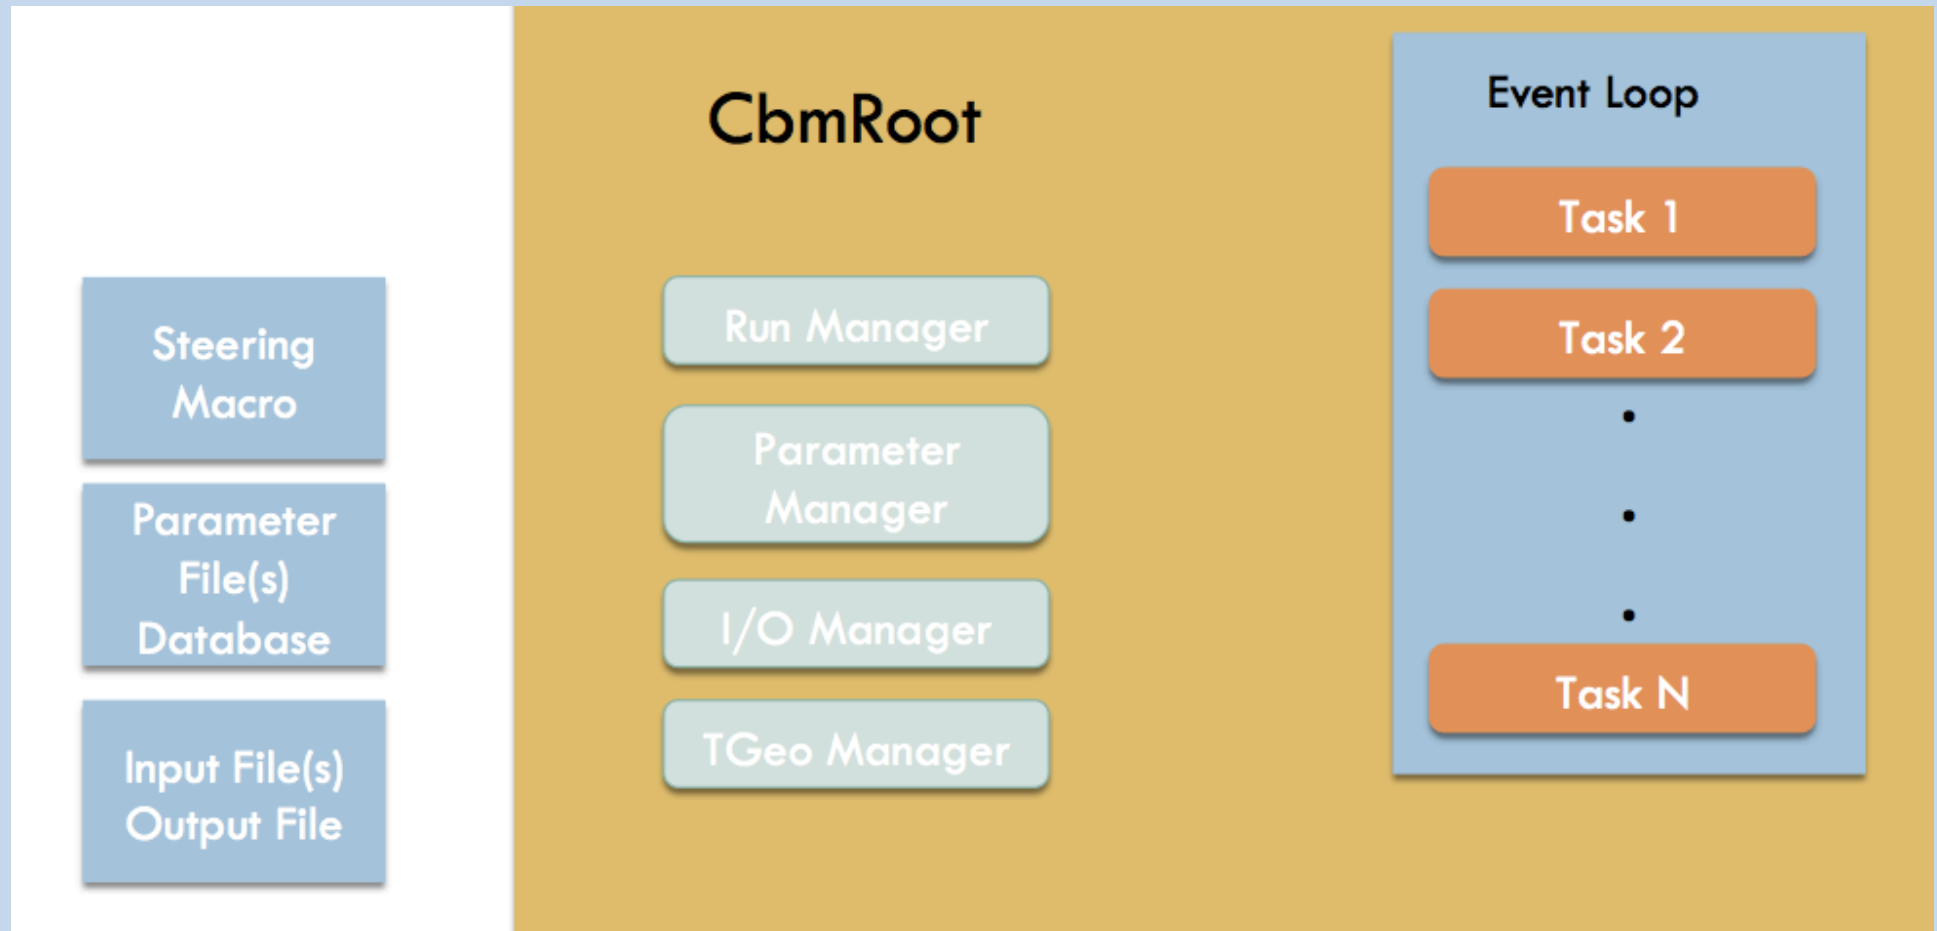 CbmRoot
Steering
Macro
Parameter
File(s)
Database
Input File(s)
Output File
Run Manager
Parameter
Manager
I/O Manager
TGeo Manager
Event Loop
Task 1
Task 2
Task N